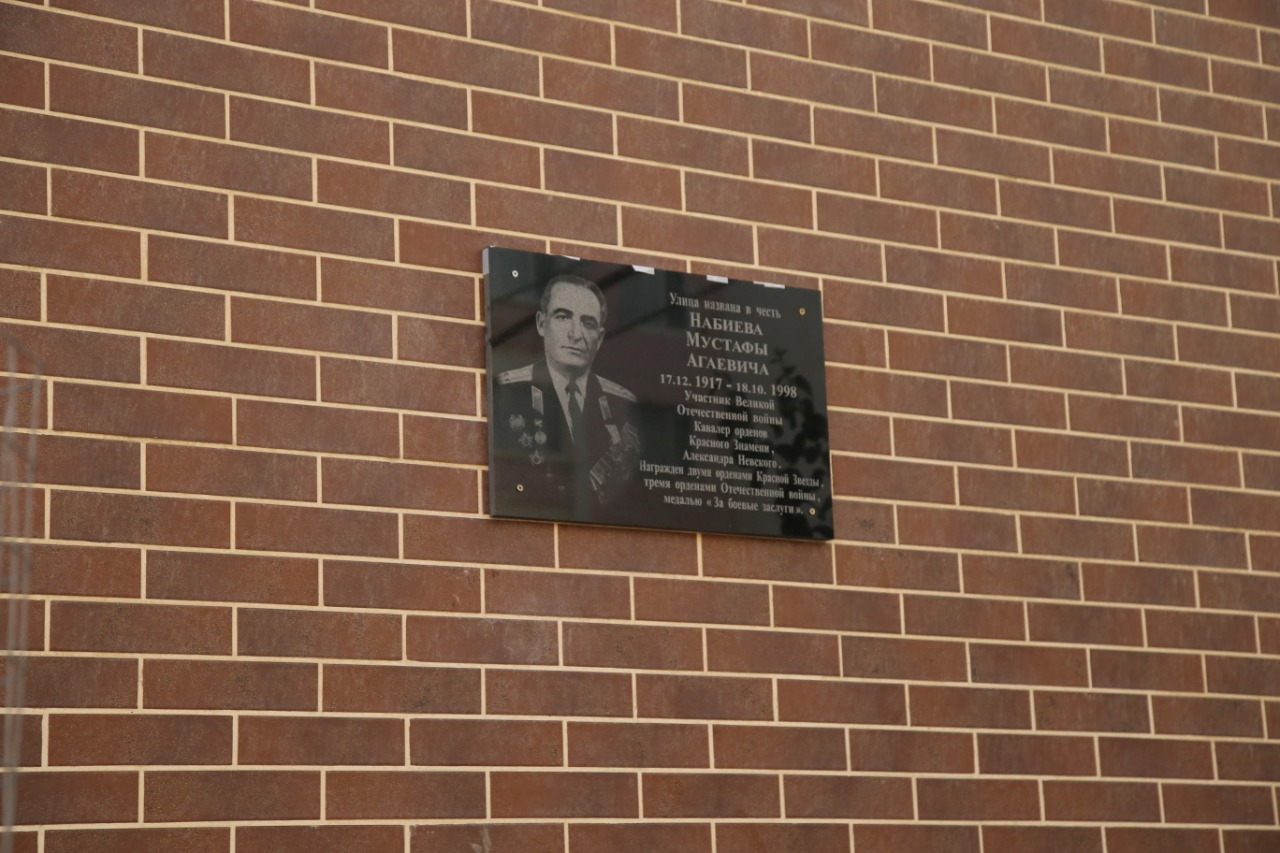 Улица названа в честь
НАБИЕВА
МУСТАФЫ
АГАЕВИЧА
17.12. 1917 - 18.10. 1998
Участник Великой
Отечественной войны
Кавалер орденов
Красного Знамени,
Александра Невского.
Награжден двумя орденами Красной Звезды,
тремя орденами Отечественной войны,
медалью «За боевые заслуги».